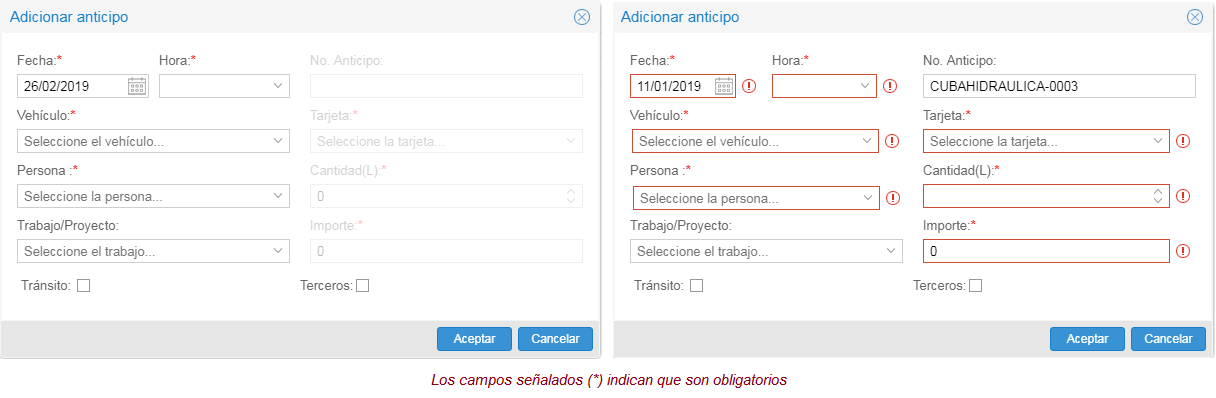 Adicionar anticipo
Fecha:* Hora:* No. Anticipo:
26/02/2019
Vehículo:* Tarjeta:*
Seleccione el vehículo... Seleccione la tarjeta...
Persona :* Cantidad(L):*
Seleccione la persona... 0
Trabajo/Proyecto: Importe:*
Seleccione el trabajo... 0
Tránsito: Terceros:
Aceptar Cancelar
Adicionar anticipo
Fecha:* Hora:* No. Anticipo:
11/01/2019 CUBAHIDRAULICA-0003
Vehículo:* Tarjeta:*
Seleccione el vehículo... Seleccione la tarjeta...
Persona :* Cantidad(L):*
Seleccione la persona...
Trabajo/Proyecto: Importe:*
Seleccione el trabajo... 0
Tránsito: Terceros:
Aceptar Cancelar
Los campos señalados (*) indican que son obligatorios